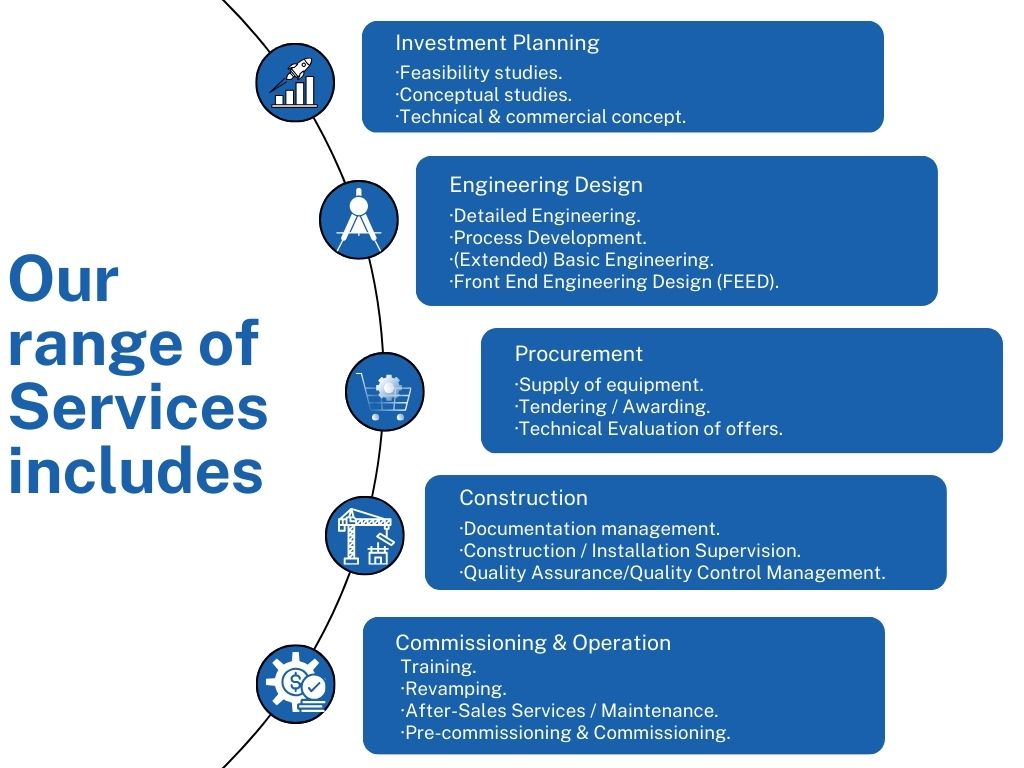 Our
range of
Services
includes
Investment Planning
·Feasibility studies.
·Conceptual studies.
·Technical & commercial concept.
Engineering Design
·Detailed Engineering.
·Process Development.
·(Extended) Basic Engineering.
·Front End Engineering Design (FEED).
Procurement
·Supply of equipment.
·Tendering / Awarding.
·Technical Evaluation of offers.
Construction
·Documentation management.
·Construction / Installation Supervision.
·Quality Assurance/Quality Control Management.
Commissioning & Operation
Training.
·Revamping.
·After-Sales Services / Maintenance.
·Pre-commissioning & Commissioning.
$